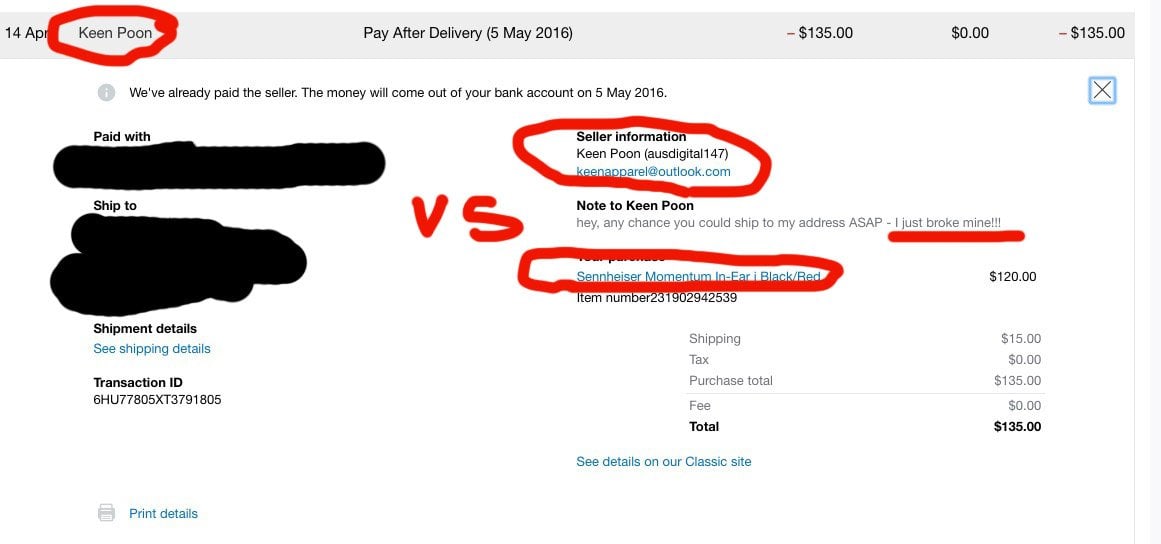 14 Apr Keen Poon Pay After Delivery (5 May 2016) – $135.00 $0.00 – $135.00
We've already paid the seller. The money will come out of your bank account on 5 May 2016.
Paid with
Ship to
Shipment details
See shipping details
Transaction ID
6HU77805XT3791805
Print details
vs
Seller information
Keen Poon (ausdigital147)
keenapparel@outlook.com
Note to Keen Poon
hey, any chance you could ship to my address ASAP - I just broke mine!!!
Your purchase
Sennheiser Momentum In-Ear i Black/Red $120.00
Item number231902942539
Shipping $15.00
Tax $0.00
Purchase total $135.00
Fee $0.00
Total $135.00
See details on our Classic site